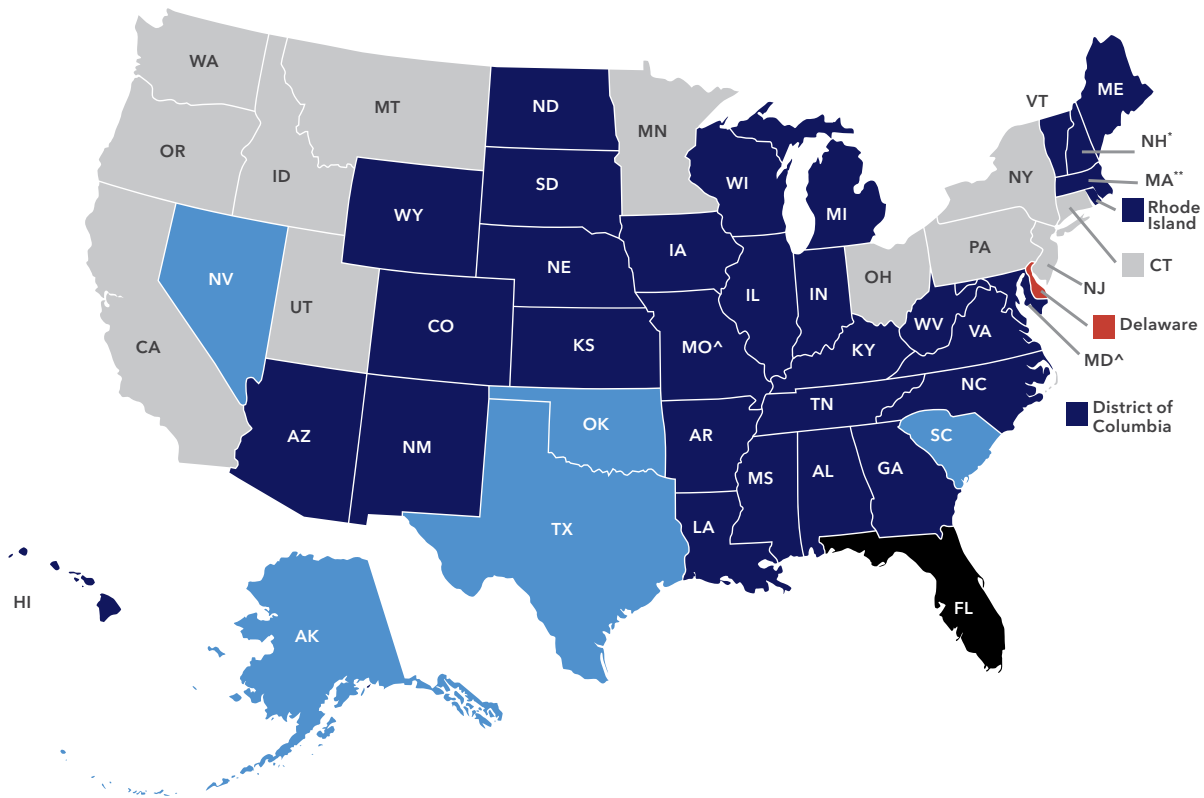 WA
MT
ND
MN
OR
ID
SD
WY
WI
MI
VT
ME
NH*
MA**
NY
Rhode
Island
CT
NV
UT
NE
IA
PA
NJ
CA
CO
KS
MO^
IL
IN
OH
KY
WV
VA
Delaware
MD^
NC
TN
District of
Columbia
AZ
NM
OK
AR
SC
MS
AL
GA
TX
LA
HI
AK
FL